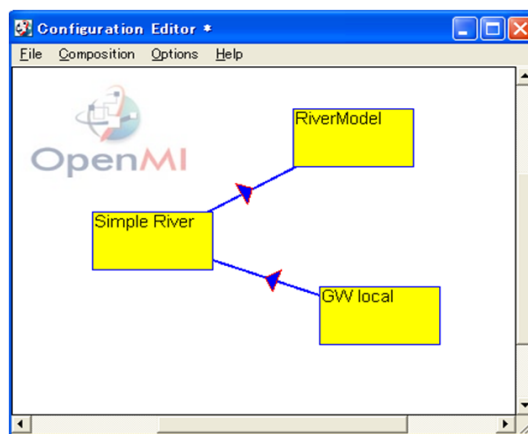 Configuration Editor *
File Composition Options Help
OpenMI
RiverModel
Simple River
GW local